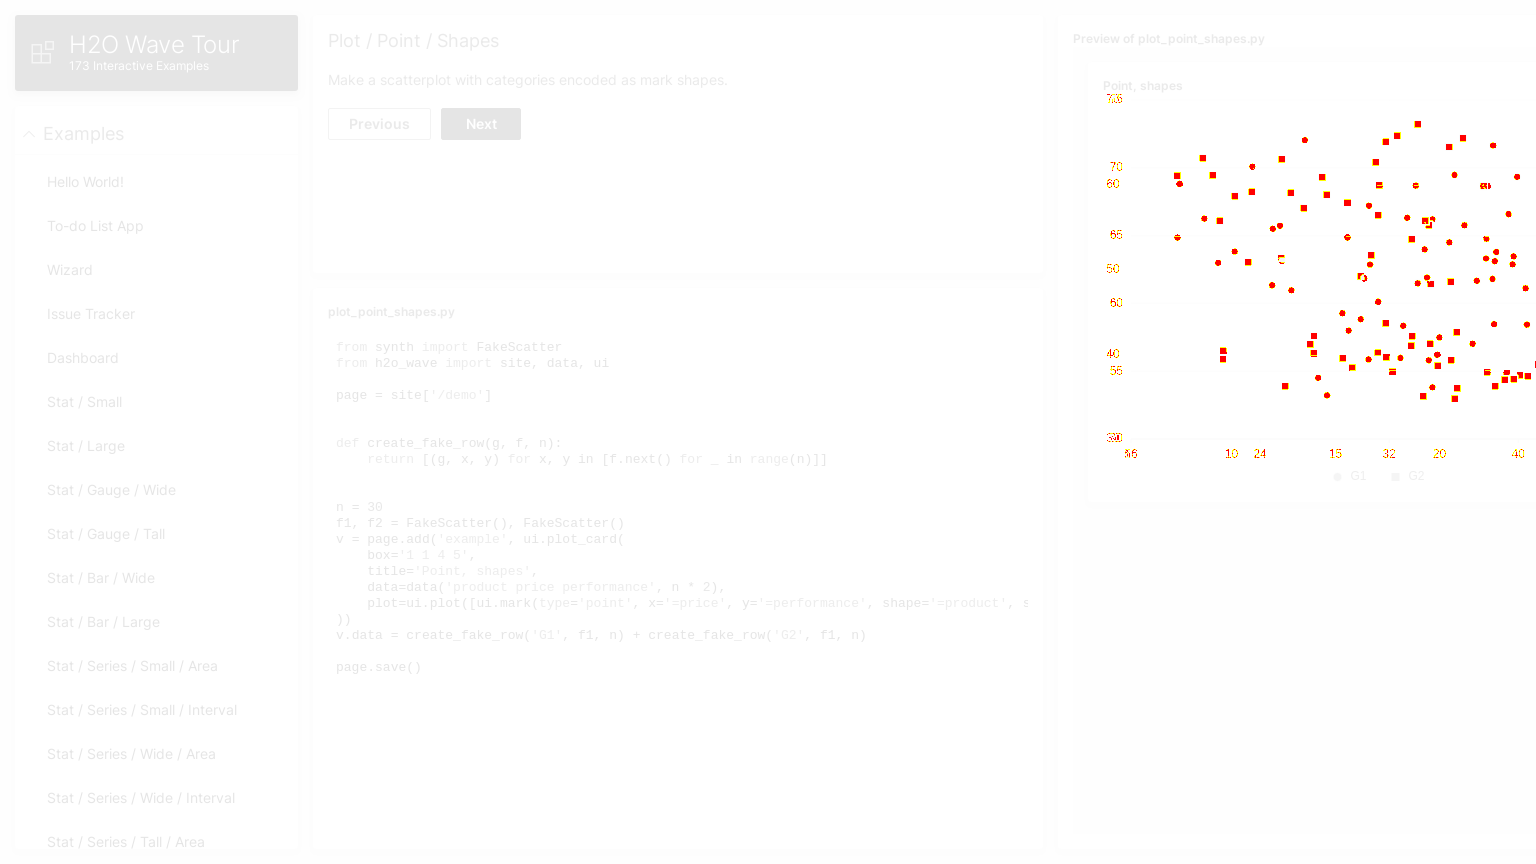 H2O Wave Tour
173 Interactive Examples
Examples
Hello World!
To-do List App
Wizard
Issue Tracker
Dashboard
Stat / Small
Stat / Large
Stat / Gauge / Wide
Stat / Gauge / Tall
Stat / Bar / Wide
Stat / Bar / Large
Stat / Series / Small / Area
Stat / Series / Small / Interval
Stat / Series / Wide / Area
Stat / Series / Wide / Interval
Stat / Series / Tall / Area
Plot / Point / Shapes
Make a scatterplot with categories encoded as mark shapes.
Previous Next
plot_point_shapes.py
from synth import FakeScatter
from h2o_wave import site, data, ui
page = site['/demo']
def create_fake_row(g, f, n):
    return [(g, x, y) for x, y in [f.next() for _ in range(n)]]
n = 30
f1, f2 = FakeScatter(), FakeScatter()
v = page.add('example', ui.plot_card(
    box='1 1 4 5',
    title='Point, shapes',
    data=data('product price performance', n * 2),
    plot=ui.plot([ui.mark(type='point', x='=price', y='=performance', shape='=product', s
))
v.data = create_fake_row('G1', f1, n) + create_fake_row('G2', f1, n)
page.save()
Preview of plot_point_shapes.py
Point, shapes
70
60
65
50
60
40
55
10 24 32 20 40
G1 G2